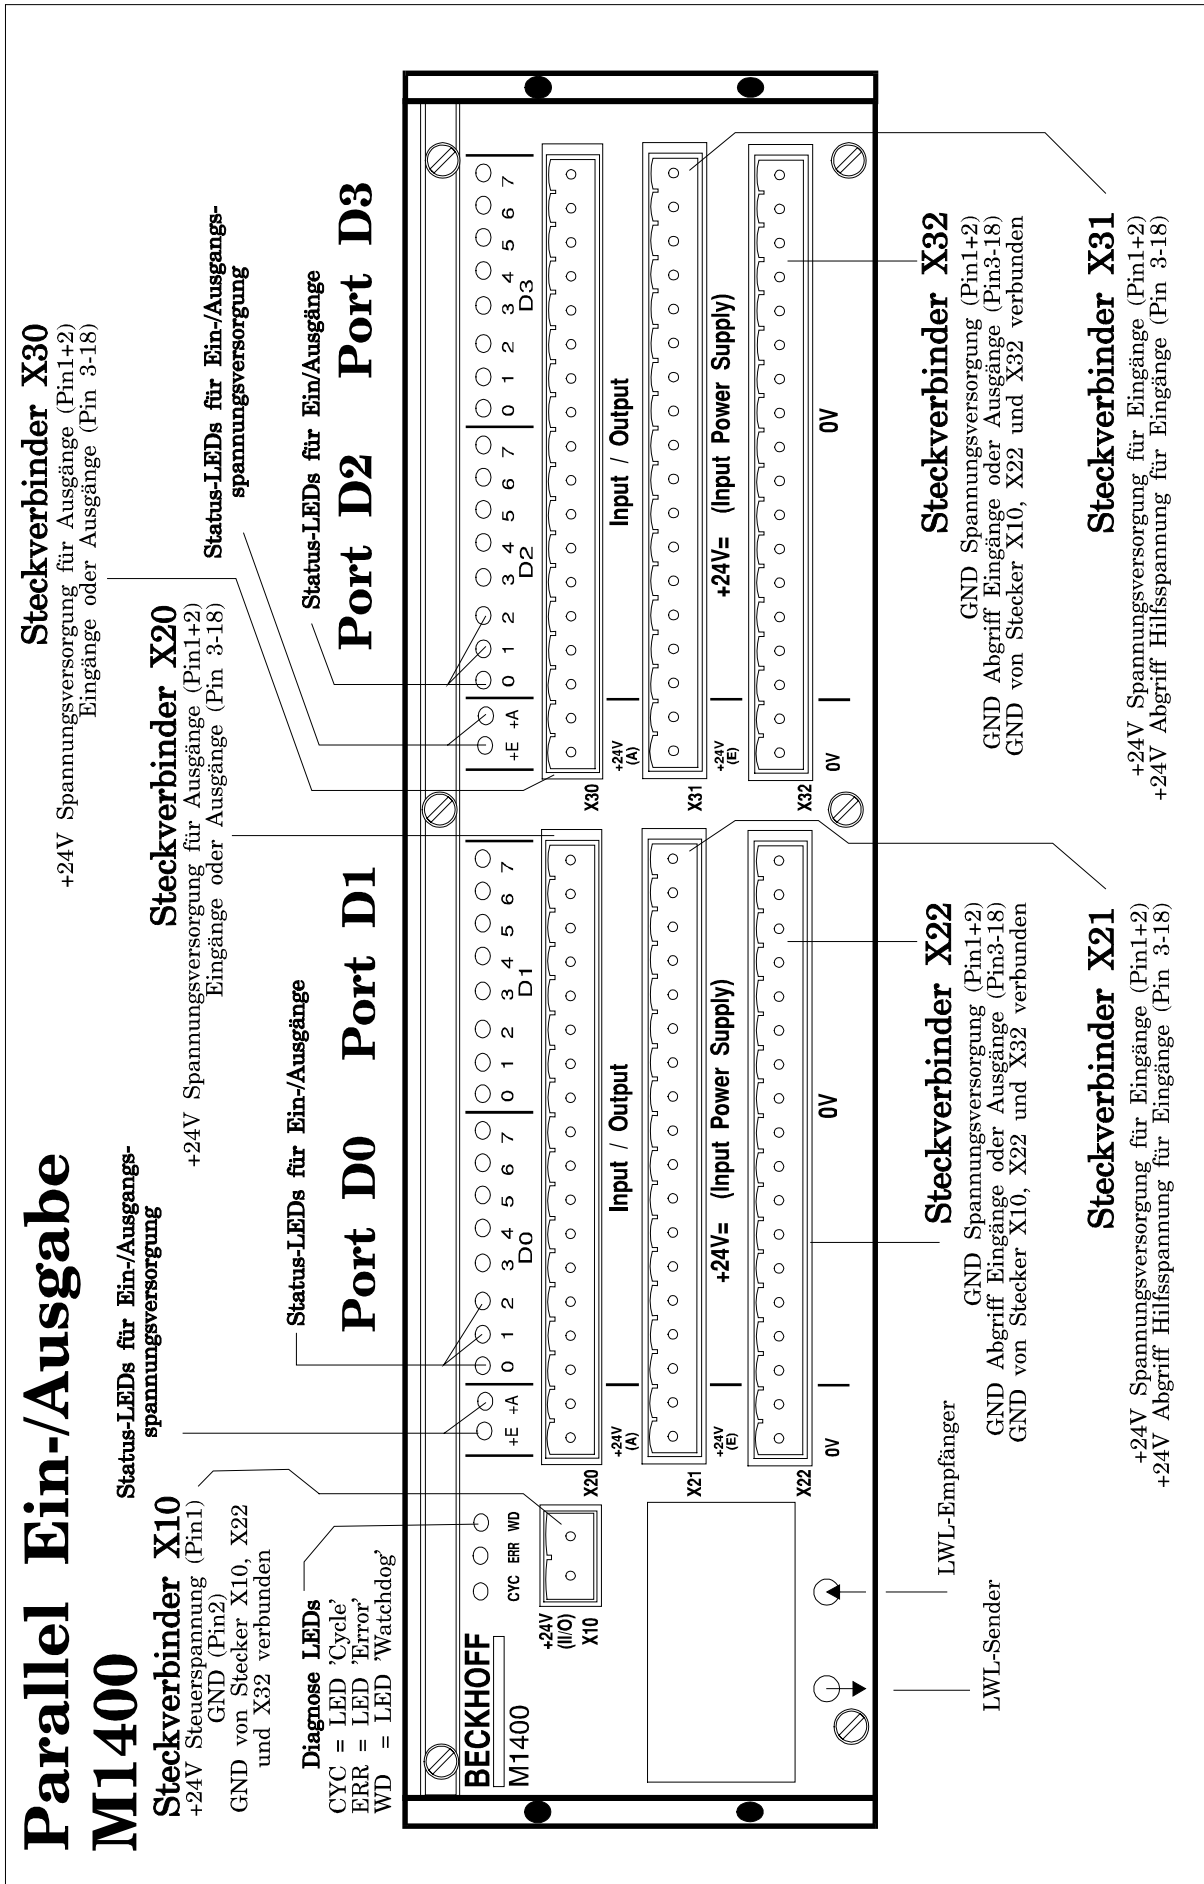 Parallel Ein-/Ausgabe
M1400
Steckverbinder X30
+24V Spannungsversorgung für Ausgänge (Pin1+2)
Eingänge oder Ausgänge (Pin 3-18)
Steckverbinder X20
+24V Spannungsversorgung für Ausgänge (Pin1+2)
Eingänge oder Ausgänge (Pin 3-18)
Status-LEDs für Ein-/Ausgangs-
spannungsversorgung
Status-LEDs für Ein-/Ausgangs-
spannungsversorgung
Steckverbinder X10
+24V Steuerspannung (Pin1)
GND (Pin2)
GND von Stecker X10, X22
und X32 verbunden
Status-LEDs für Ein-/Ausgänge
Status-LEDs für Ein/Ausgänge
Diagnose LEDs
CYC = LED 'Cycle'
ERR = LED 'Error'
WD = LED 'Watchdog'
Port D0 Port D1 Port D2 Port D3
BECKHOFF
M1400
CYC ERR WD
+E +A 0 1 2 3 4 5 6 7 0 1 2 3 4 5 6 7
D0 D1
+E +A 0 1 2 3 4 5 6 7 0 1 2 3 4 5 6 7
D2 D3
+24V
(II/O)
X10
X20
+24V
(A)
Input / Output
X30
+24V
(A)
Input / Output
X21
+24V
(E)
+24V= (Input Power Supply)
X31
+24V
(E)
+24V= (Input Power Supply)
X22
0V
0V
X32
0V
0V
LWL-Sender
LWL-Empfänger
Steckverbinder X22
GND Spannungsversorgung (Pin1+2)
GND Abgriff Eingänge oder Ausgänge (Pin3-18)
GND von Stecker X10, X22 und X32 verbunden
Steckverbinder X32
GND Spannungsversorgung (Pin1+2)
GND Abgriff Eingänge oder Ausgänge (Pin3-18)
GND von Stecker X10, X22 und X32 verbunden
Steckverbinder X21
+24V Spannungsversorgung für Eingänge (Pin1+2)
+24V Abgriff Hilfsspannung für Eingänge (Pin 3-18)
Steckverbinder X31
+24V Spannungsversorgung für Eingänge (Pin1+2)
+24V Abgriff Hilfsspannung für Eingänge (Pin 3-18)